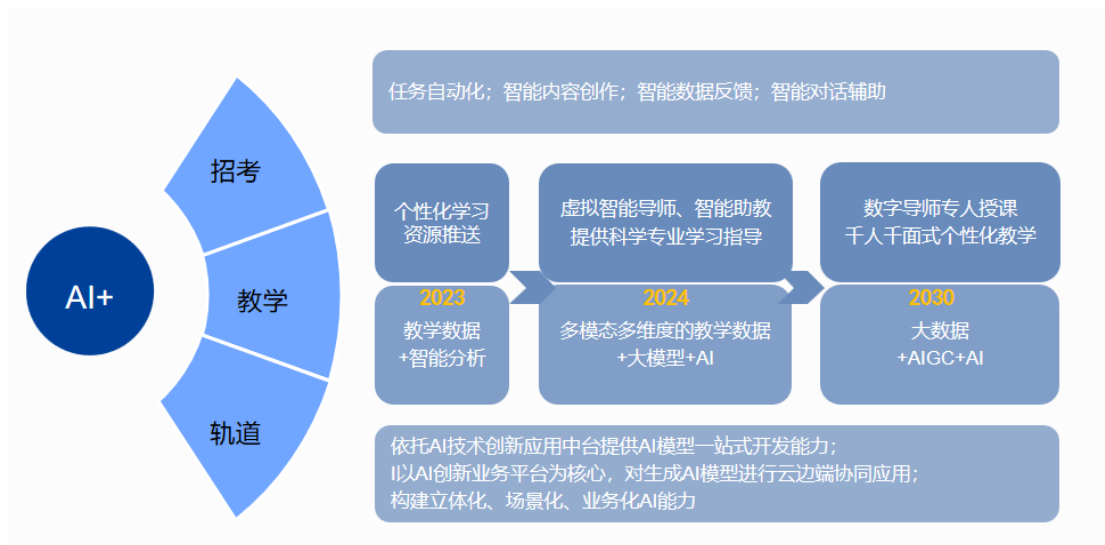 AI+
招考
教学
轨道
任务自动化；智能内容创作；智能数据反馈；智能对话辅助
个性化学习
资源推送
2023
教学数据
+智能分析
虚拟智能导师、智能助教
提供科学专业学习指导
2024
多模态多维度的教学数据
+大模型+AI
数字导师专人授课
千人千面式个性化教学
2030
大数据
+AIGC+AI
依托AI技术创新应用中台提供AI模型一站式开发能力；
I以AI创新业务平台为核心，对生成AI模型进行云边端协同应用；
构建立体化、场景化、业务化AI能力